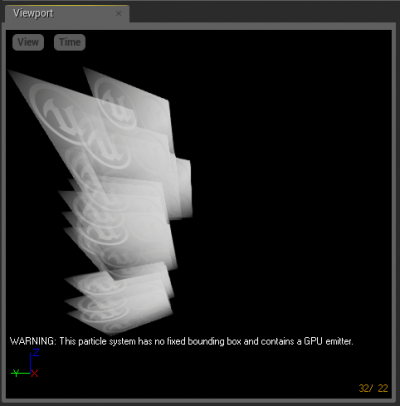 Viewport
View Time
WARNING: This particle system has no fixed bounding box and contains a GPU emitter.
Z
Y X
32/ 22